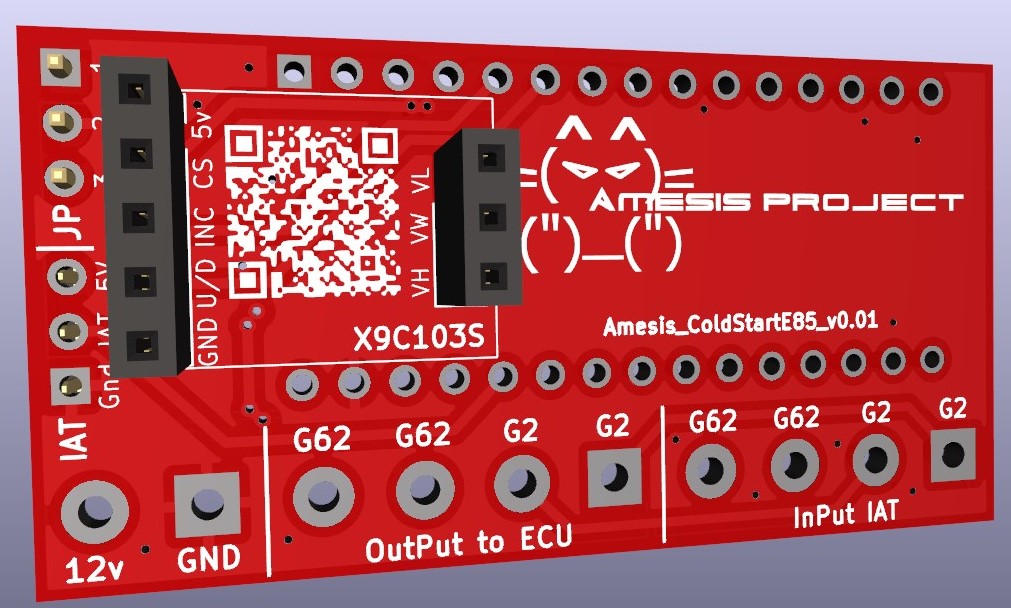 1
2
3
JP
5V
IAT
Gnd
IAT
5v
CS
INC
U/D
GND
VL
VW
VH
X9C103S
AMESIS PROJECT
Amesis_ColdStartE85_v0.01
12v
GND
G62 G62 G2 G2
OutPut to ECU
G62 G62 G2 G2
InPut IAT